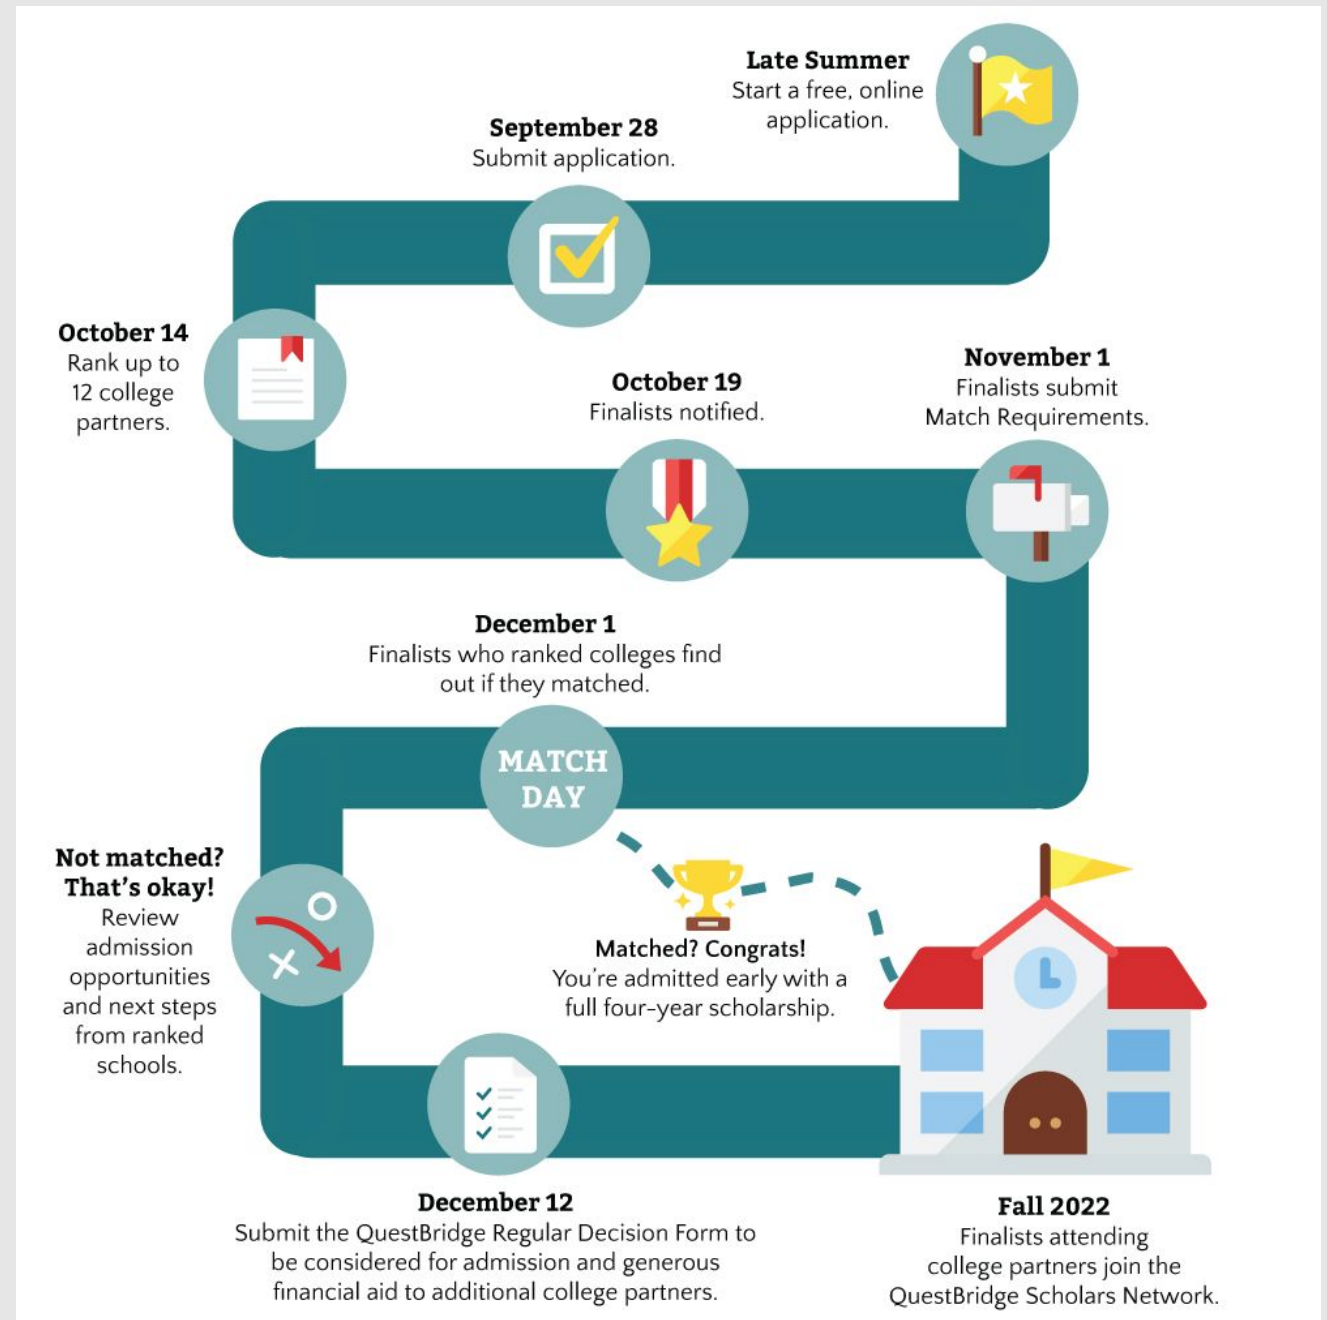 Late Summer
Start a free, online
application.
September 28
Submit application.
October 14
Rank up to
12 college
partners.
October 19
Finalists notified.
November 1
Finalists submit
Match Requirements.
December 1
Finalists who ranked colleges find
out if they matched.
MATCH
DAY
Not matched?
That's okay!
Review
admission
opportunities
and next steps
from ranked
schools.
Matched? Congrats!
You're admitted early with a
full four-year scholarship.
December 12
Submit the QuestBridge Regular Decision Form to
be considered for admission and generous
financial aid to additional college partners.
Fall 2022
Finalists attending
college partners join the
QuestBridge Scholars Network.